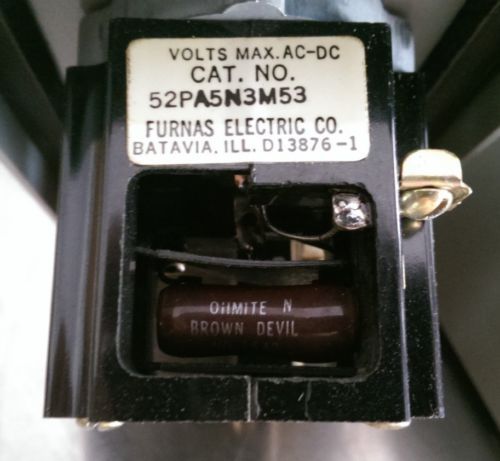 VOLTS MAX. AC-DC
CAT. NO.
52PA5N3M53
FURNAS ELECTRIC CO.
BATAVIA, ILL. D13876-1
OHMITE N
BROWN DEVIL